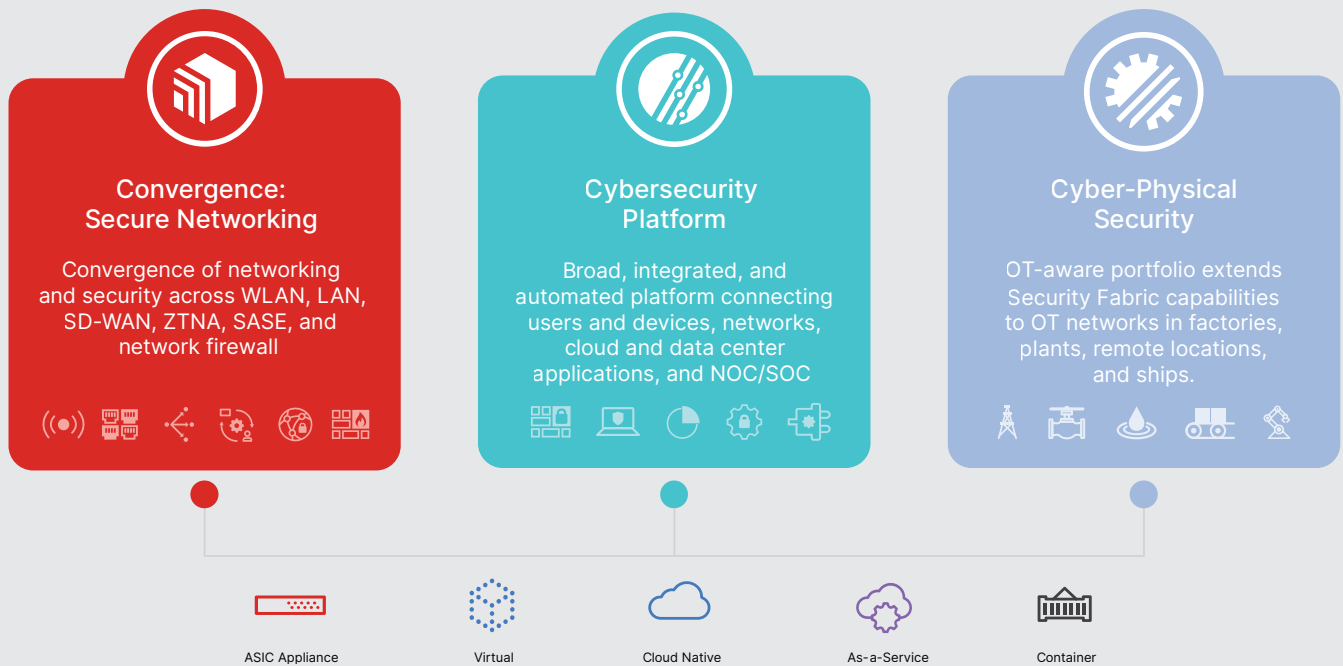 Convergence:
Secure Networking
Convergence of networking
and security across WLAN, LAN,
SD-WAN, ZTNA, SASE, and
network firewall
Cybersecurity
Platform
Broad, integrated, and
automated platform connecting
users and devices, networks,
cloud and data center
applications, and NOC/SOC
Cyber-Physical
Security
OT-aware portfolio extends
Security Fabric capabilities
to OT networks in factories,
plants, remote locations,
and ships.
ASIC Appliance
Virtual
Cloud Native
As-a-Service
Container